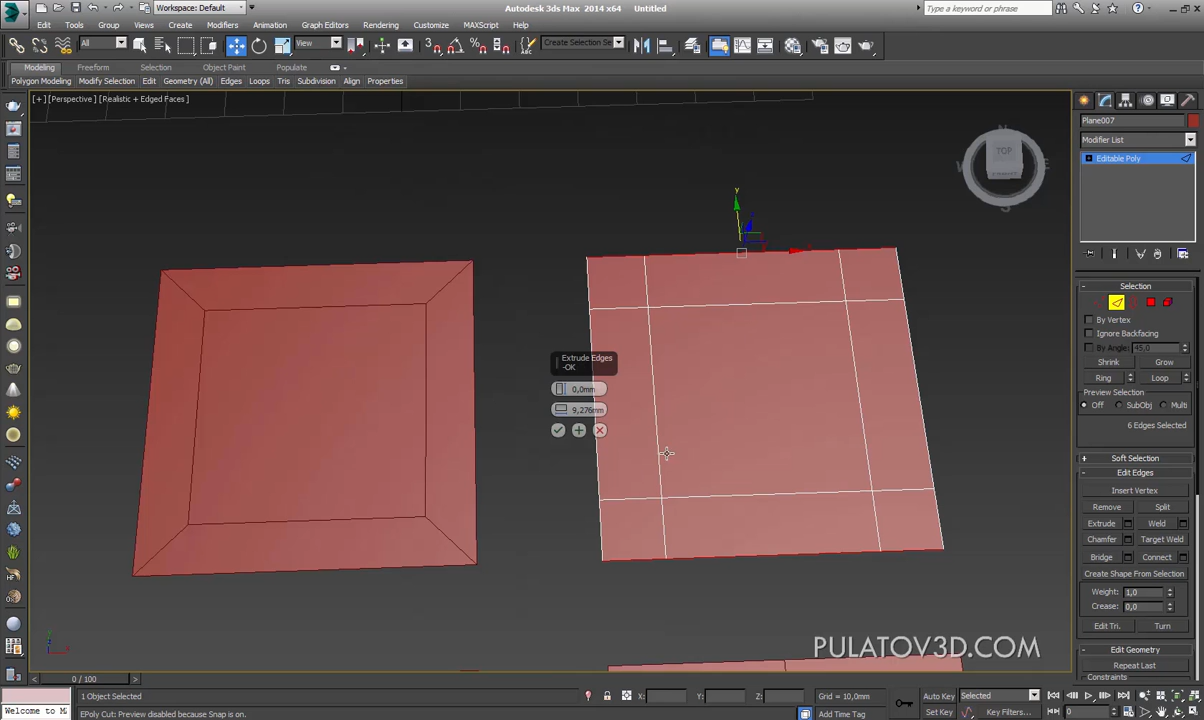 Workspace: Default
Autodesk 3ds Max 2014 x64 Untitled
Type a keyword or phrase
Edit Tools Group Views Create Modifiers Animation Graph Editors Rendering Customize MAXScript Help
All View Create Selection Se
Modeling Freeform Selection Object Paint Populate
Polygon Modeling Modify Selection Edit Geometry (All) Edges Loops Tris Subdivision Align Properties
[+] [Perspective] [Realistic + Edged Faces]
Plane007
Modifier List
Editable Poly
N
TOP
Selection
By Vertex
Ignore Backfacing
By Angle: 45,0
Shrink Grow
Ring Loop
Preview Selection
Off SubObj Multi
6 Edges Selected
Soft Selection
Edit Edges
Insert Vertex
Remove Split
Extrude Weld
Chamfer Target Weld
Bridge Connect
Create Shape From Selection
Weight: 1,0
Crease: 0,0
Edit Tri. Turn
Edit Geometry
Repeat Last
Constraints
Extrude Edges
-OK
0,0mm
9,276mm
PULATOV3D.COM
0 / 100
1 Object Selected X: Y: Z: Grid = 10,0mm Auto Key Selected
Welcome to M
EPoly Cut: Preview disabled because Snap is on. Add Time Tag Set Key Key Filters... 0